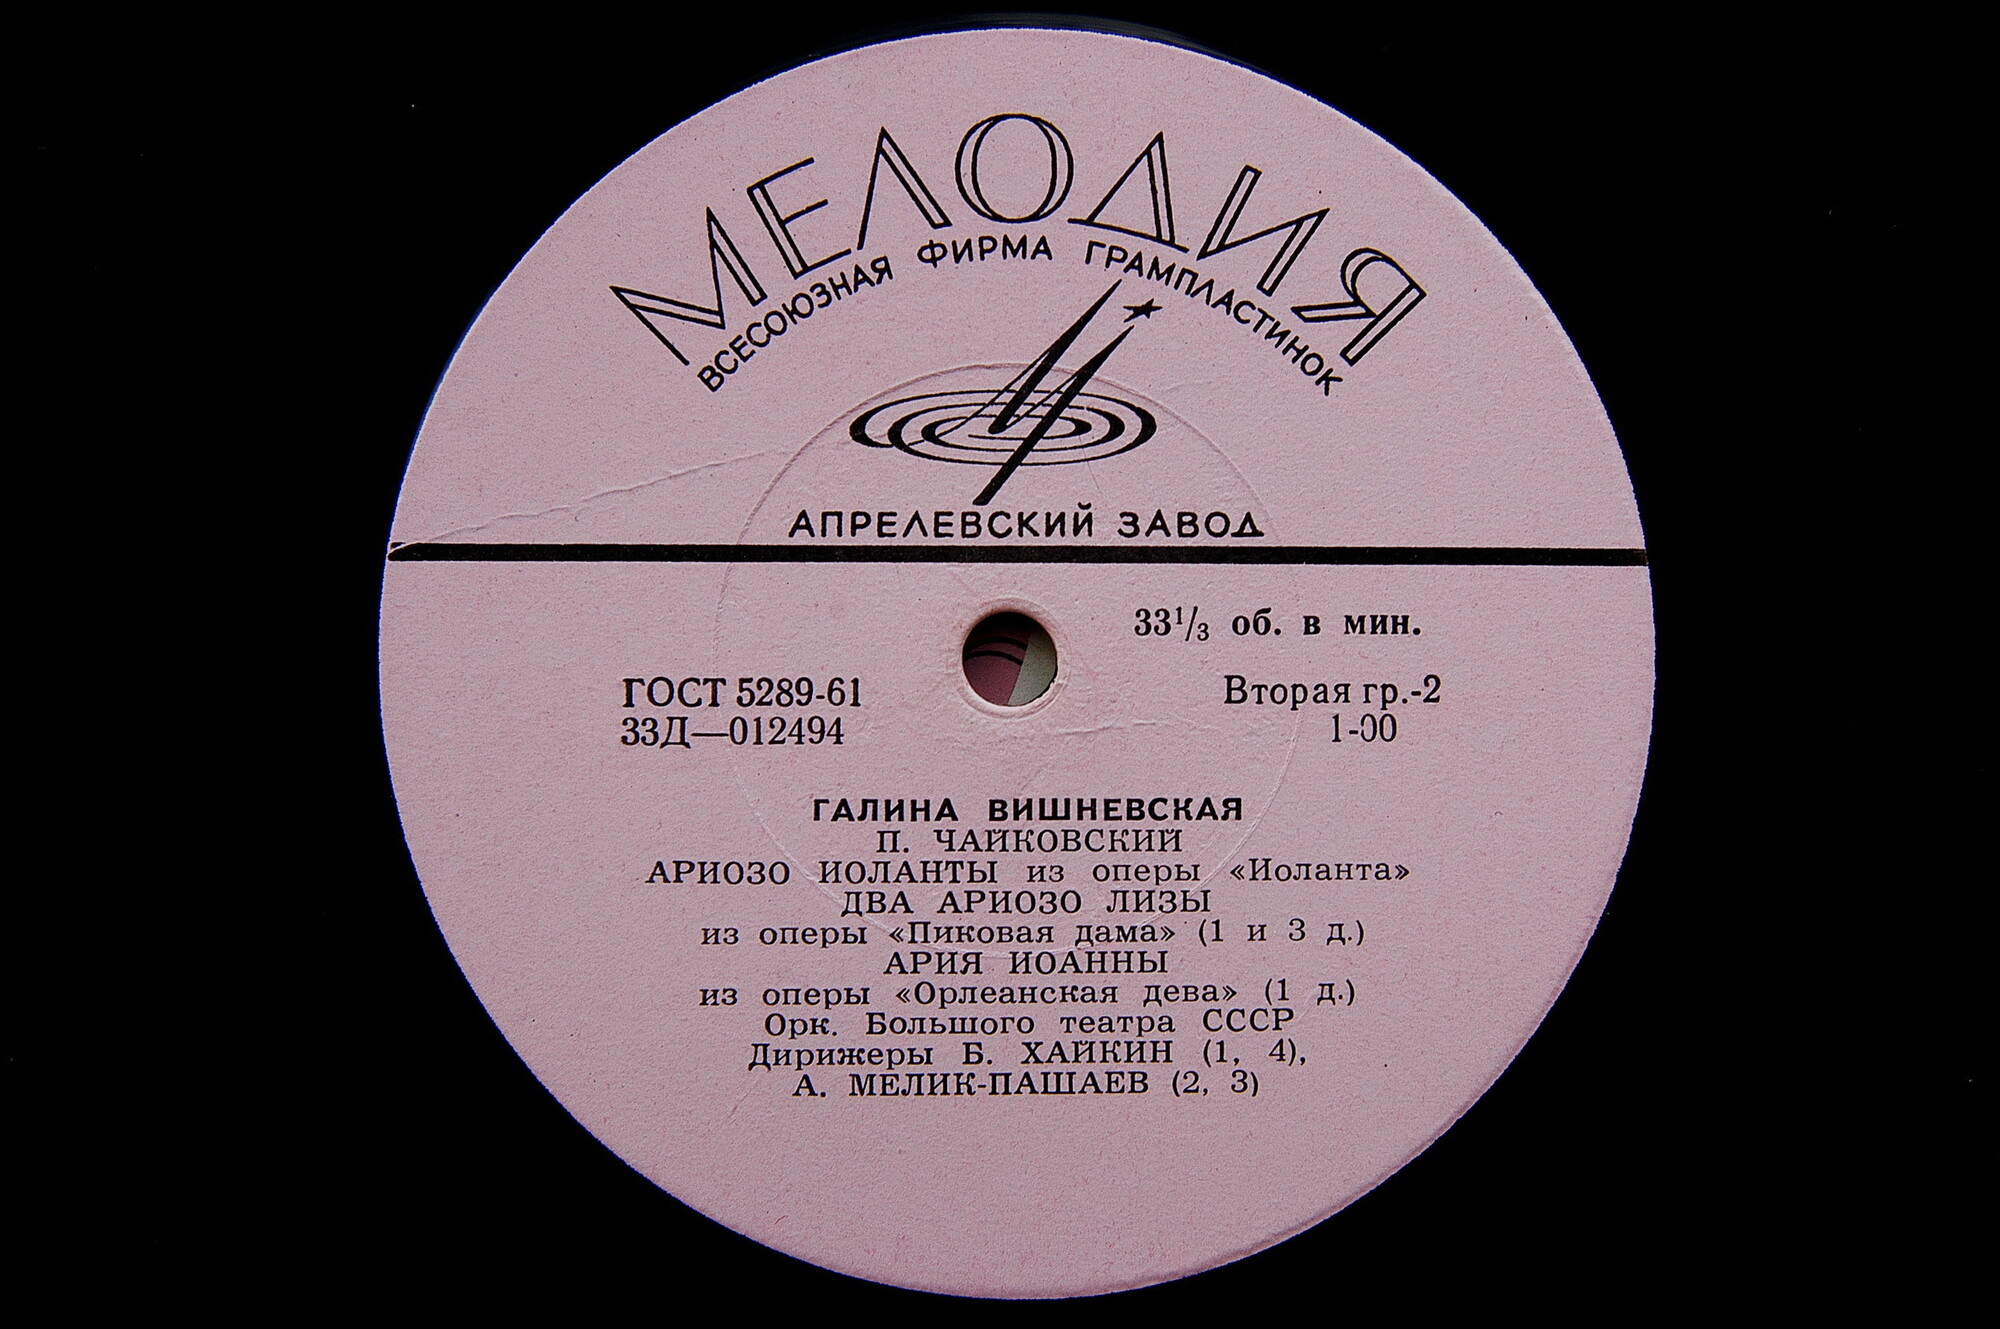 МЕЛОДИЯ
ВСЕСОЮЗНАЯ ФИРМА ГРАМПЛАСТИНОК
АПРЕЛЕВСКИЙ ЗАВОД
33 1/3 об. в мин.
ГОСТ 5289-61
Вторая гр.-2
33Д—012494
1-00
ГАЛИНА ВИШНЕВСКАЯ
П. ЧАЙКОВСКИЙ
АРИОЗО ИОЛАНТЫ из оперы «Иоланта»
ДВА АРИОЗО ЛИЗЫ
из оперы «Пиковая дама» (1 и 3 д.)
АРИЯ ИОАННЫ
из оперы «Орлеанская дева» (1 д.)
Орк. Большого театра СССР
Дирижеры Б. ХАЙКИН (1, 4),
А. МЕЛИК-ПАШАЕВ (2, 3)